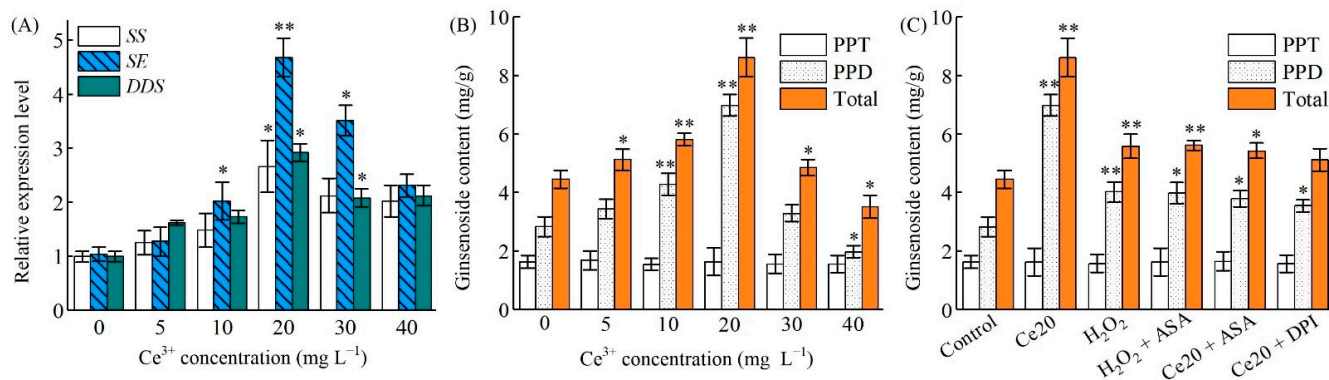 (A)
SS
SE
DDS
Relative expression level
5
4
3
2
1
0
**
*
*
*
*
*
0 5 10 20 30 40
Ce³⁺ concentration (mg L⁻¹)
(B)
PPT
PPD
Total
Ginsenoside content (mg/g)
10
8
6
4
2
0
*
**
**
**
**
*
*
*
0 5 10 20 30 40
Ce³⁺ concentration (mg L⁻¹)
(C)
PPT
PPD
Total
Ginsenoside content (mg/g)
10
8
6
4
2
0
**
**
**
**
*
**
*
*
*
Control
Ce20
H₂O₂
H₂O₂ + ASA
Ce20 + ASA
Ce20 + DPI